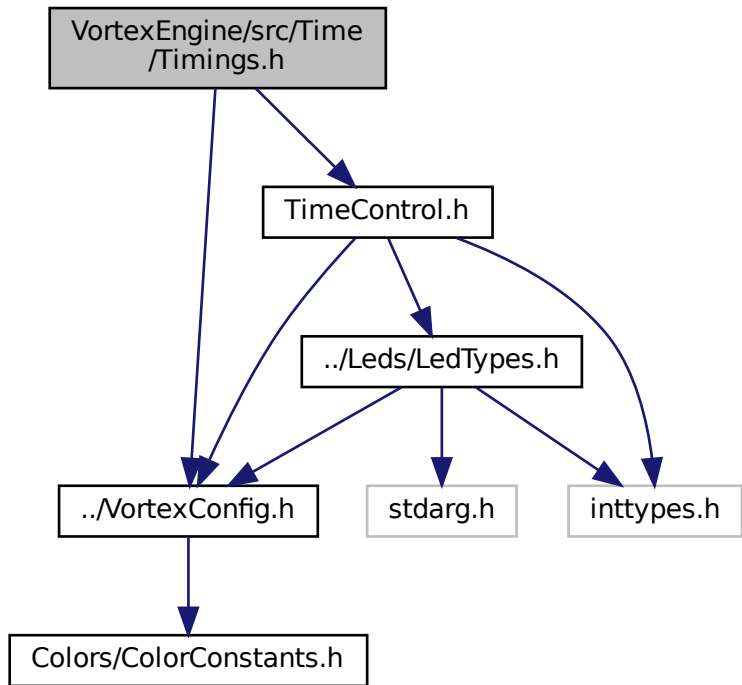 VortexEngine/src/Time
/Timings.h
TimeControl.h
../Leds/LedTypes.h
../VortexConfig.h
stdarg.h
inttypes.h
Colors/ColorConstants.h